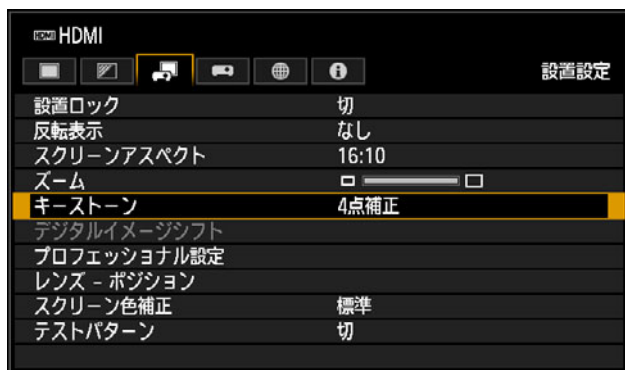 HDMI HDMI
設置設定
設置ロック 切
反転表示 なし
スクリーンアスペクト 16:10
ズーム
キーストーン 4点補正
デジタルイメージシフト
プロフェッショナル設定
レンズ - ポジション
スクリーン色補正 標準
テストパターン 切